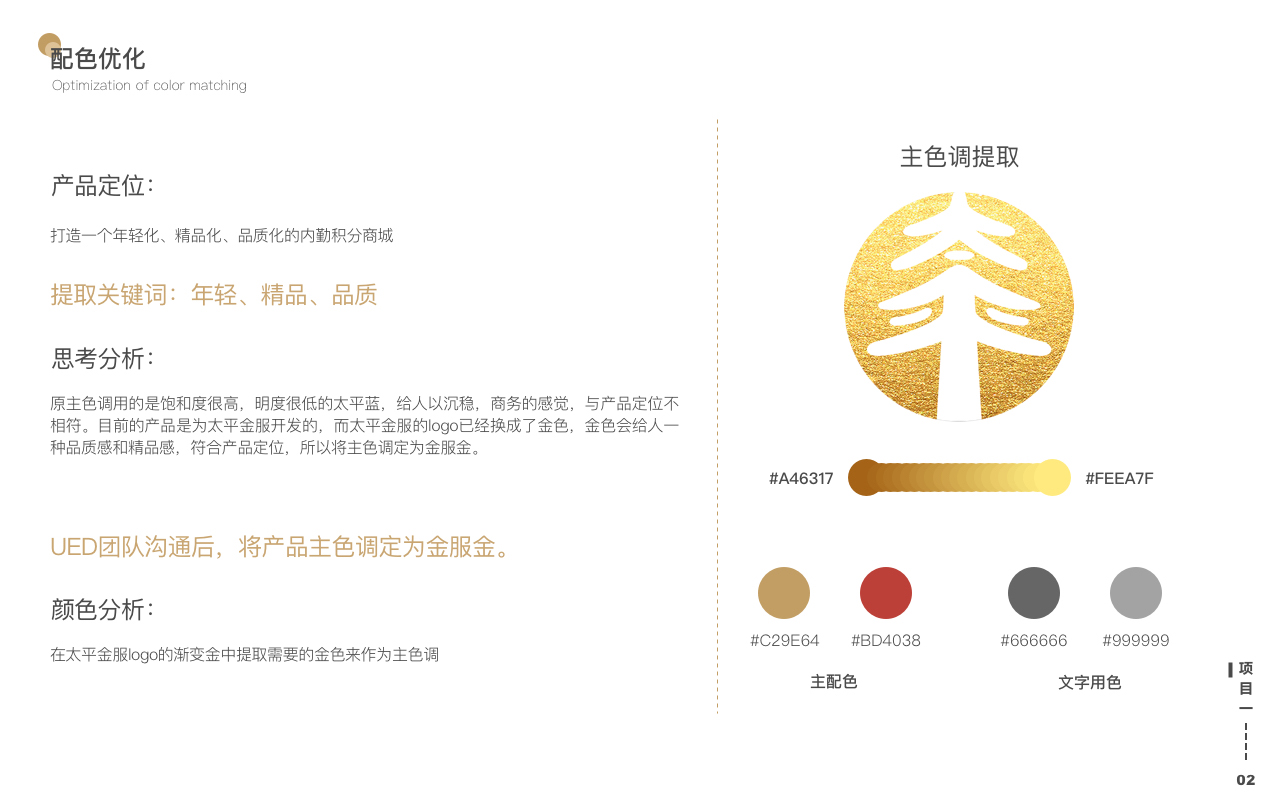 配色优化
Optimization of color matching
产品定位：
打造一个年轻化、精品化、品质化的内勤积分商城
提取关键词：年轻、精品、品质
思考分析：
原主色调用的是饱和度很高，明度很低的太平蓝，给人以沉稳，商务的感觉，与产品定位不
相符。目前的产品是为太平金服开发的，而太平金服的logo已经换成了金色，金色会给人一
种品质感和精品感，符合产品定位，所以将主色调定为金服金。
UED团队沟通后，将产品主色调定为金服金。
颜色分析：
在太平金服logo的渐变金中提取需要的金色来作为主色调
主色调提取
#A46317
#FEEA7F
#C29E64
#BD4038
#666666
#999999
主配色
文字用色
项目一
02